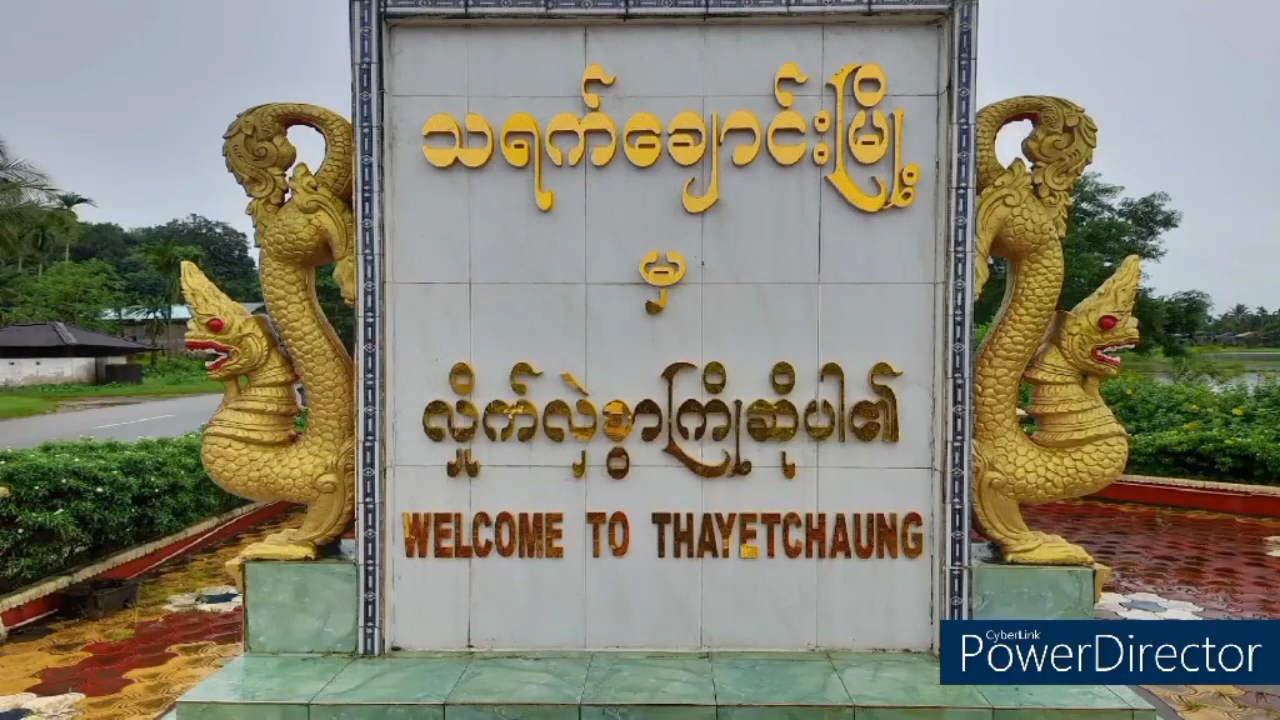 သရက်ချောင်းမြို့
မှ
လှိုက်လှဲစွာကြိုဆိုပါ၏
WELCOME TO THAYETCHAUNG
CyberLink
PowerDirector